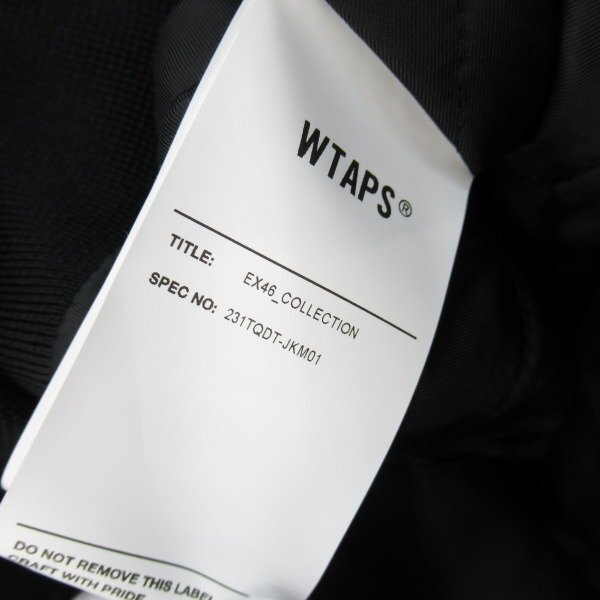 WTAPS®
TITLE: EX46_COLLECTION
SPEC NO: 231TQDT-JKM01
DO NOT REMOVE THIS LABEL
CRAFT WITH PRIDE